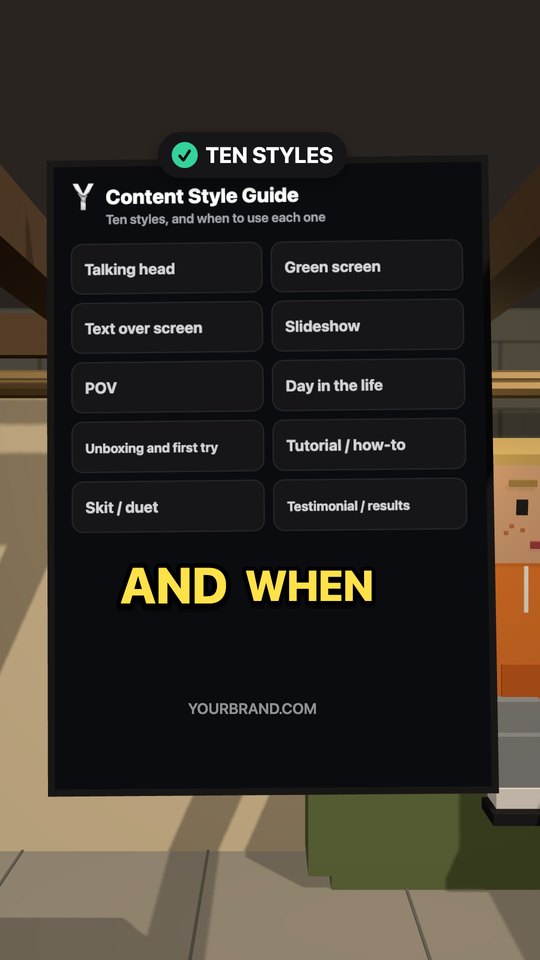 TEN STYLES
Y
Content Style Guide
Ten styles, and when to use each one
Talking head
Green screen
Text over screen
Slideshow
POV
Day in the life
Unboxing and first try
Tutorial / how-to
Skit / duet
Testimonial / results
AND WHEN
YOURBRAND.COM